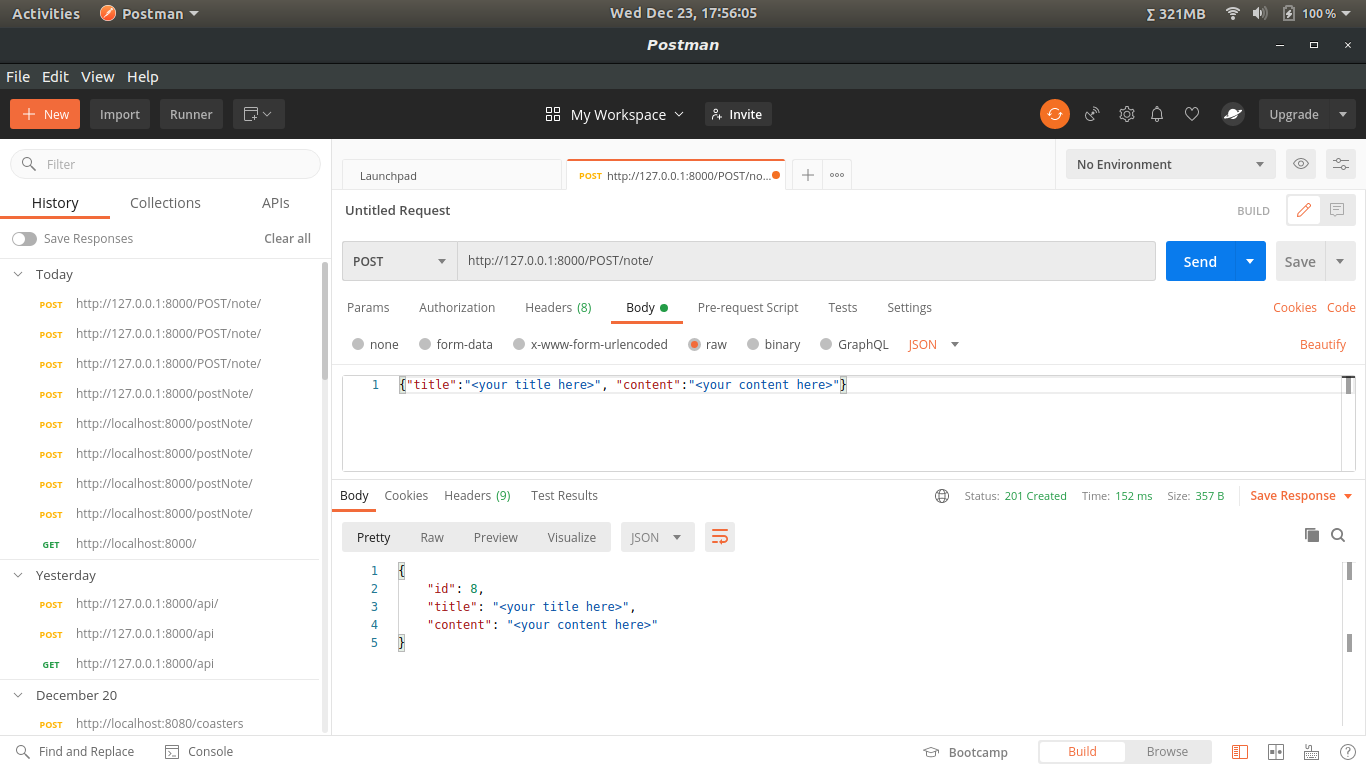 Activities Postman Wed Dec 23, 17:56:05 Σ 321MB 100 %
Postman
File Edit View Help
New Import Runner My Workspace Invite Upgrade
Filter
Launchpad POST http://127.0.0.1:8000/POST/no... No Environment
History Collections APIs
Untitled Request BUILD
Save Responses Clear all
POST http://127.0.0.1:8000/POST/note/ Send Save
Params Authorization Headers (8) Body Pre-request Script Tests Settings Cookies Code
none form-data x-www-form-urlencoded raw binary GraphQL JSON Beautify
1 {"title":"<your title here>", "content":"<your content here>"}
Today
POST http://127.0.0.1:8000/POST/note/
POST http://127.0.0.1:8000/POST/note/
POST http://127.0.0.1:8000/POST/note/
POST http://127.0.0.1:8000/postNote/
POST http://localhost:8000/postNote/
POST http://localhost:8000/postNote/
POST http://localhost:8000/postNote/
POST http://localhost:8000/postNote/
GET http://localhost:8000/
Yesterday
POST http://127.0.0.1:8000/api/
POST http://127.0.0.1:8000/api
GET http://127.0.0.1:8000/api
December 20
POST http://localhost:8080/coasters
Body Cookies Headers (9) Test Results Status: 201 Created Time: 152 ms Size: 357 B Save Response
Pretty Raw Preview Visualize JSON
1 {
2 "id": 8,
3 "title": "<your title here>",
4 "content": "<your content here>"
5 }
Find and Replace Console Bootcamp Build Browse